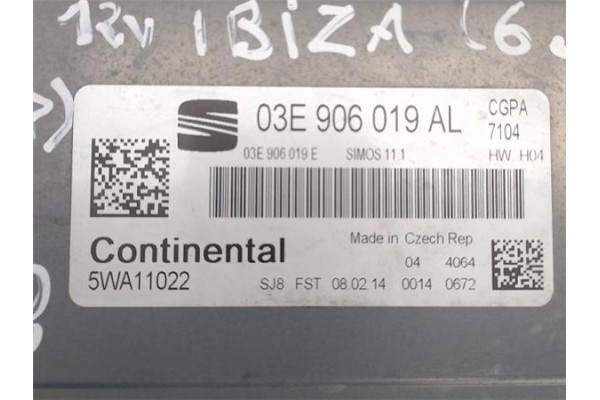 12v IBIZA (6J
03E 906 019 AL
CGPA
7104
03E 906 019 E SIMOS 11.1 HW H04
Continental
Made in Czech Rep.
04 4064
5WA11022
SJ8 FST 08.02.14 0014 0672